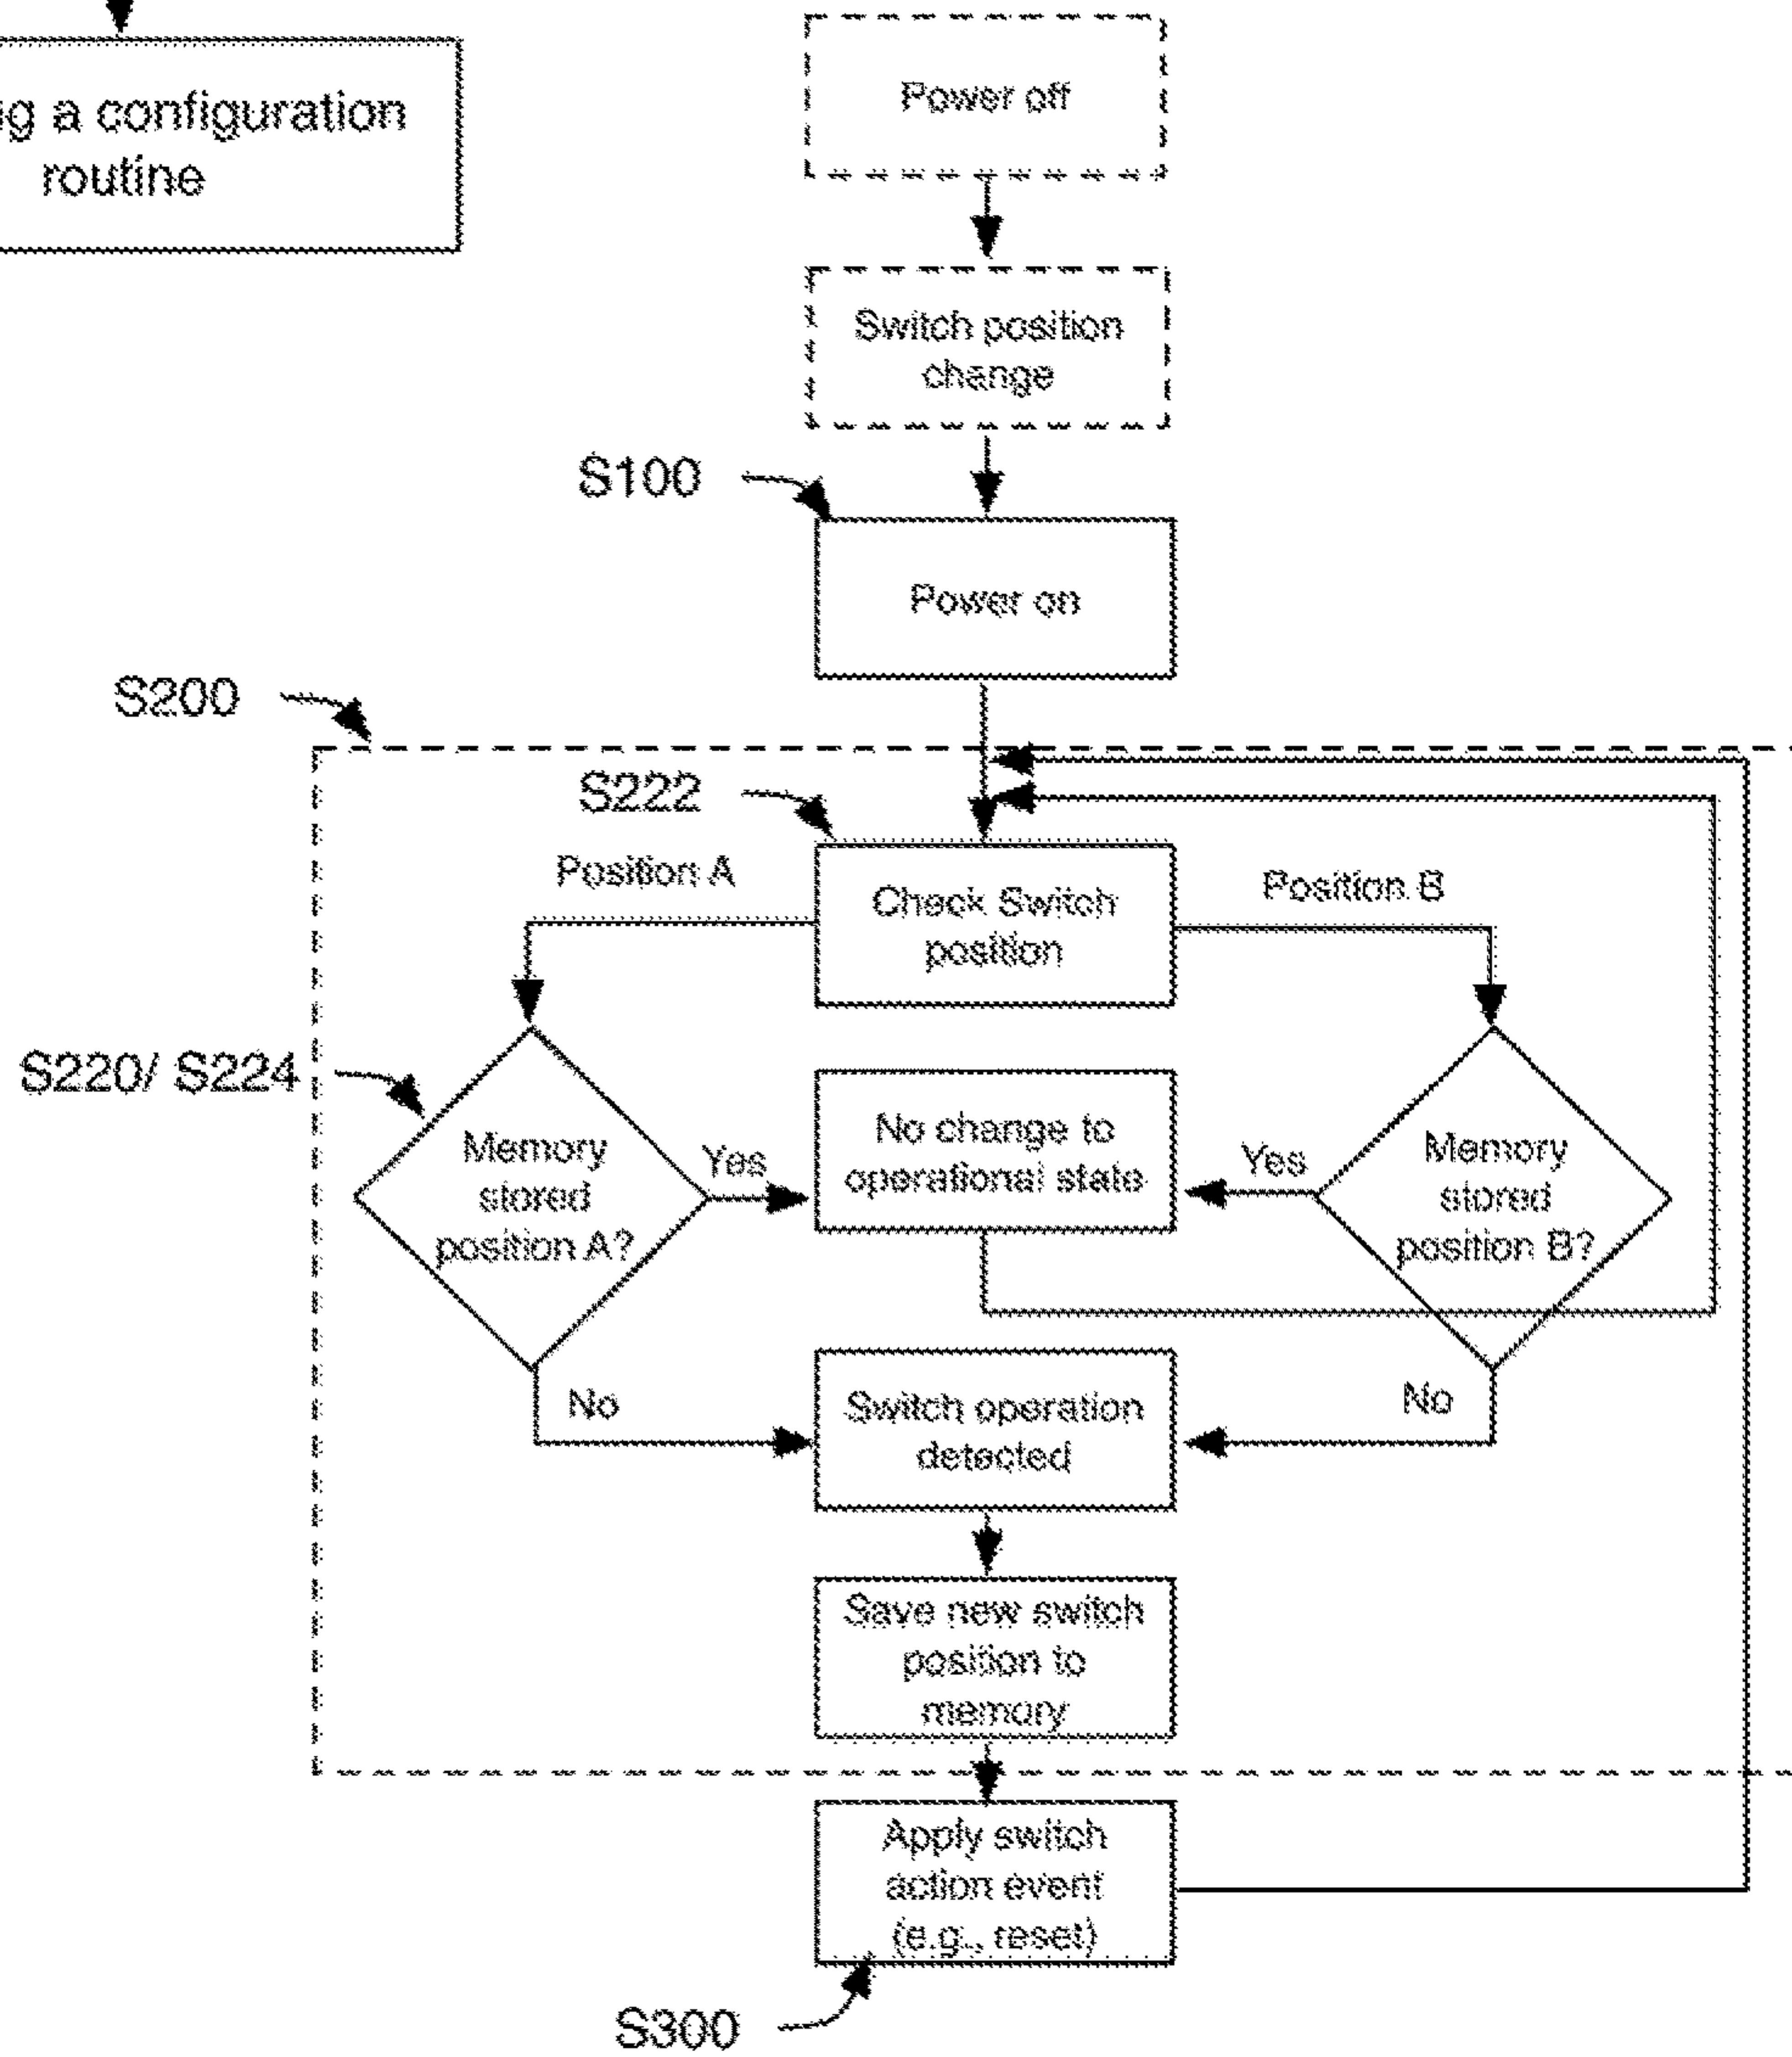 g a configuration
routine
Power off
Switch position
change
S100
Power on
S200
S222
Position A
Check Switch
position
Position B
S220/ S224
Memory
stored
position A?
Yes
No change to
operational state
Yes
Memory
stored
position B?
No
Switch operation
detected
No
Save new switch
position to
memory
Apply switch
action event
(e.g., reset)
S300